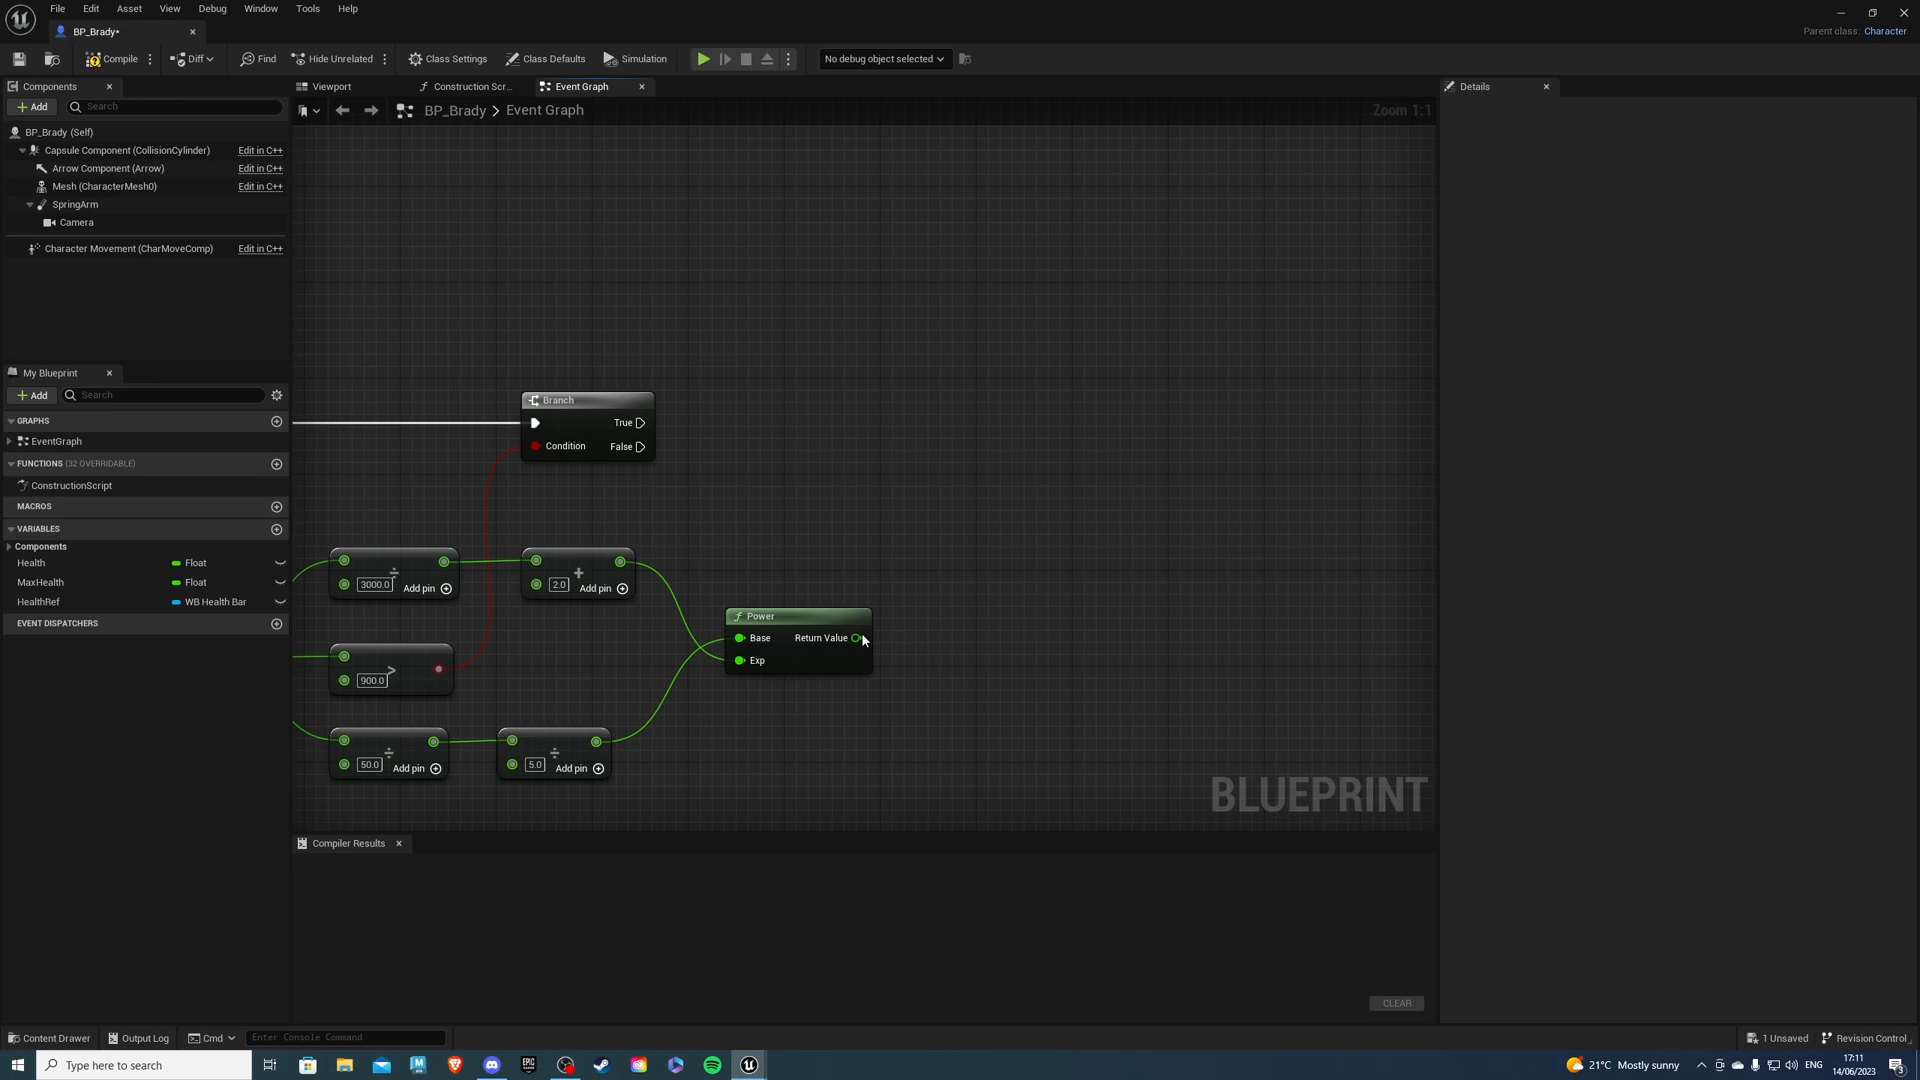 File Edit Asset View Debug Window Tools Help
BP_Brady•
Parent class: Character
Compile Diff Find Hide Unrelated Class Settings Class Defaults Simulation No debug object selected
Components
Viewport Construction Scr... Event Graph
Details
+ Add Search
BP_Brady > Event Graph Zoom 1:1
BP_Brady (Self)
Capsule Component (CollisionCylinder) Edit in C++
Arrow Component (Arrow) Edit in C++
Mesh (CharacterMesh0) Edit in C++
SpringArm
Camera
Character Movement (CharMoveComp) Edit in C++
My Blueprint
+ Add Search
GRAPHS
EventGraph
FUNCTIONS (32 OVERRIDABLE)
ConstructionScript
MACROS
VARIABLES
Components
Health Float
MaxHealth Float
HealthRef WB Health Bar
EVENT DISPATCHERS
Branch
True
Condition False
÷
3000.0 Add pin
+
2.0 Add pin
f Power
Base Return Value
Exp
>
900.0
÷
50.0 Add pin
÷
5.0 Add pin
BLUEPRINT
Compiler Results
CLEAR
Content Drawer Output Log Cmd Enter Console Command 1 Unsaved Revision Control
Type here to search
21°C Mostly sunny ENG 17:11
14/06/2023
3